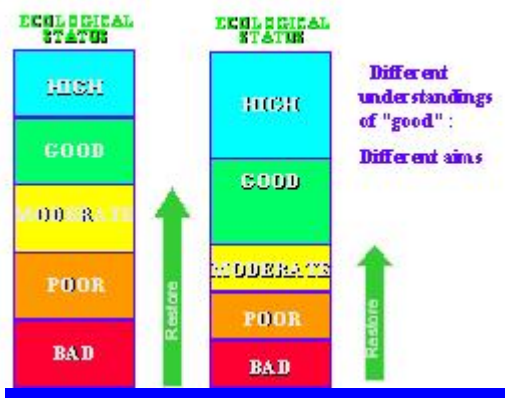 ECOLOGICAL
STATUS
HIGH
GOOD
MODERATE
POOR
BAD
Restore
ECOLOGICAL
STATUS
HIGH
GOOD
MODERATE
POOR
BAD
Restore
Different
understandings
of "good" :
Different aims